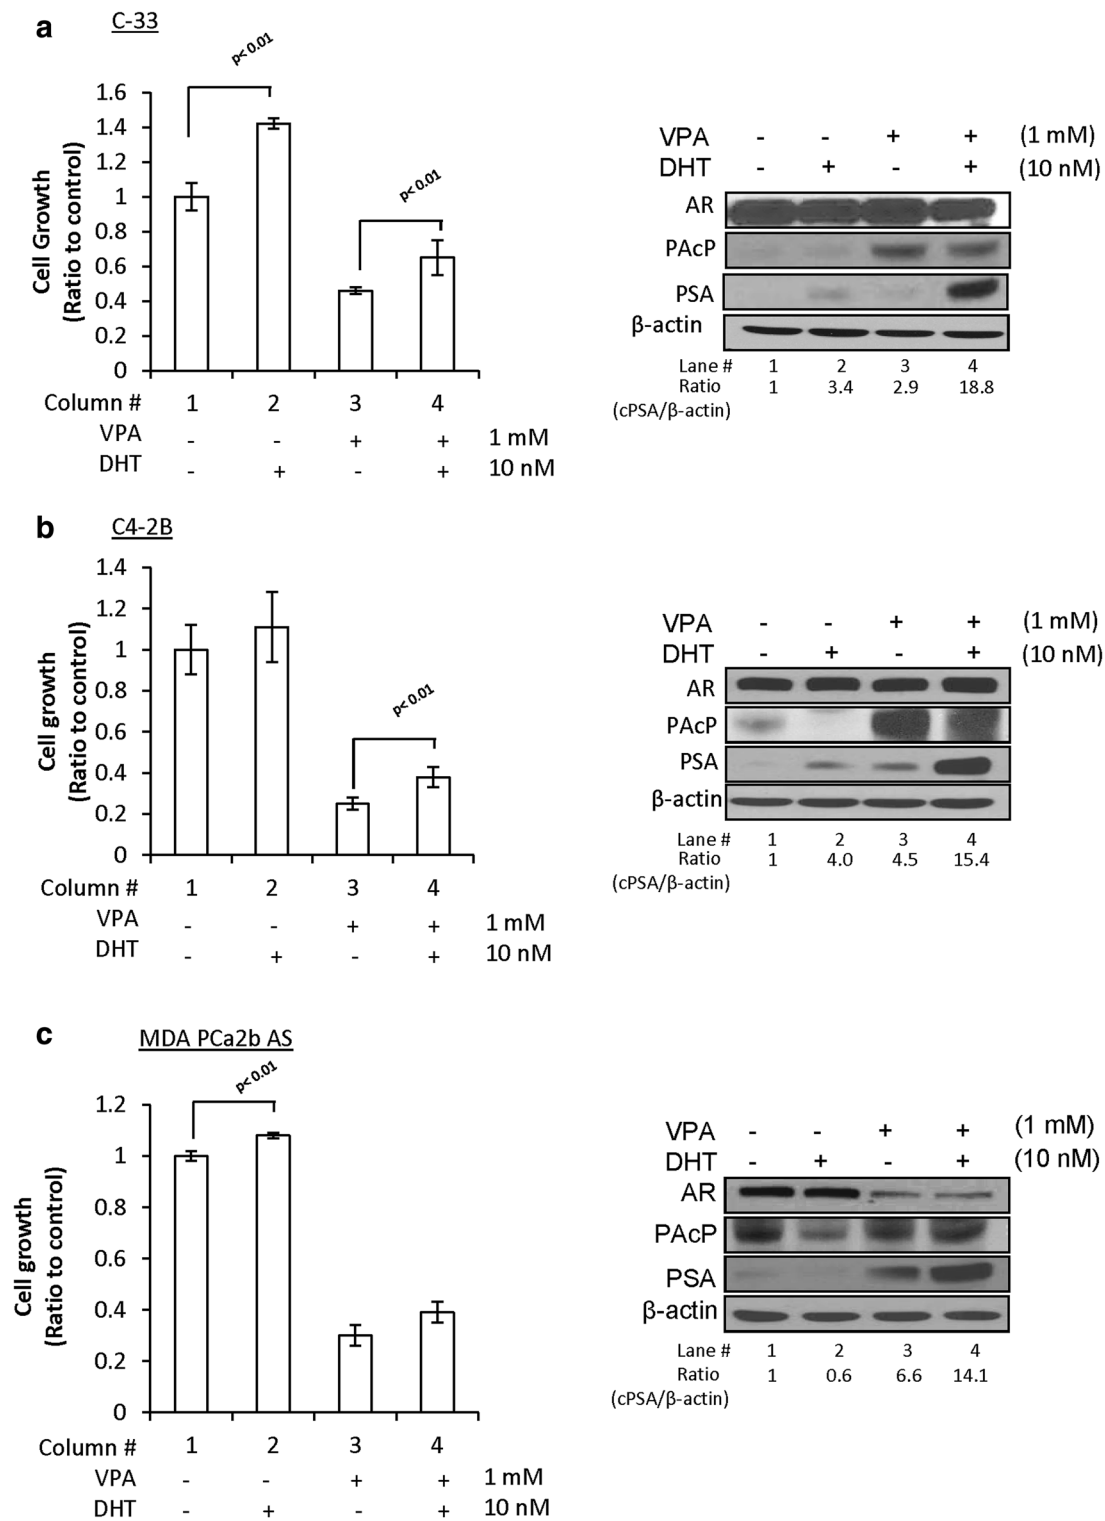 a C-33
p< 0.01
p< 0.01
Cell Growth
(Ratio to control)
1.6
1.4
1.2
1
0.8
0.6
0.4
0.2
0
Column # 1 2 3 4
VPA - - + + 1 mM
DHT - + - + 10 nM
VPA - - + + (1 mM)
DHT - + - + (10 nM)
AR
PAcP
PSA
β-actin
Lane # 1 2 3 4
Ratio 1 3.4 2.9 18.8
(cPSA/β-actin)
b C4-2B
p< 0.01
Cell growth
(Ratio to control)
1.4
1.2
1
0.8
0.6
0.4
0.2
0
Column # 1 2 3 4
VPA - - + + 1 mM
DHT - + - + 10 nM
VPA - - + + (1 mM)
DHT - + - + (10 nM)
AR
PAcP
PSA
β-actin
Lane # 1 2 3 4
Ratio 1 4.0 4.5 15.4
(cPSA/β-actin)
c MDA PCa2b AS
p< 0.01
Cell growth
(Ratio to control)
1.2
1
0.8
0.6
0.4
0.2
0
Column # 1 2 3 4
VPA - - + + 1 mM
DHT - + - + 10 nM
VPA - - + + (1 mM)
DHT - + - + (10 nM)
AR
PAcP
PSA
β-actin
Lane # 1 2 3 4
Ratio 1 0.6 6.6 14.1
(cPSA/β-actin)